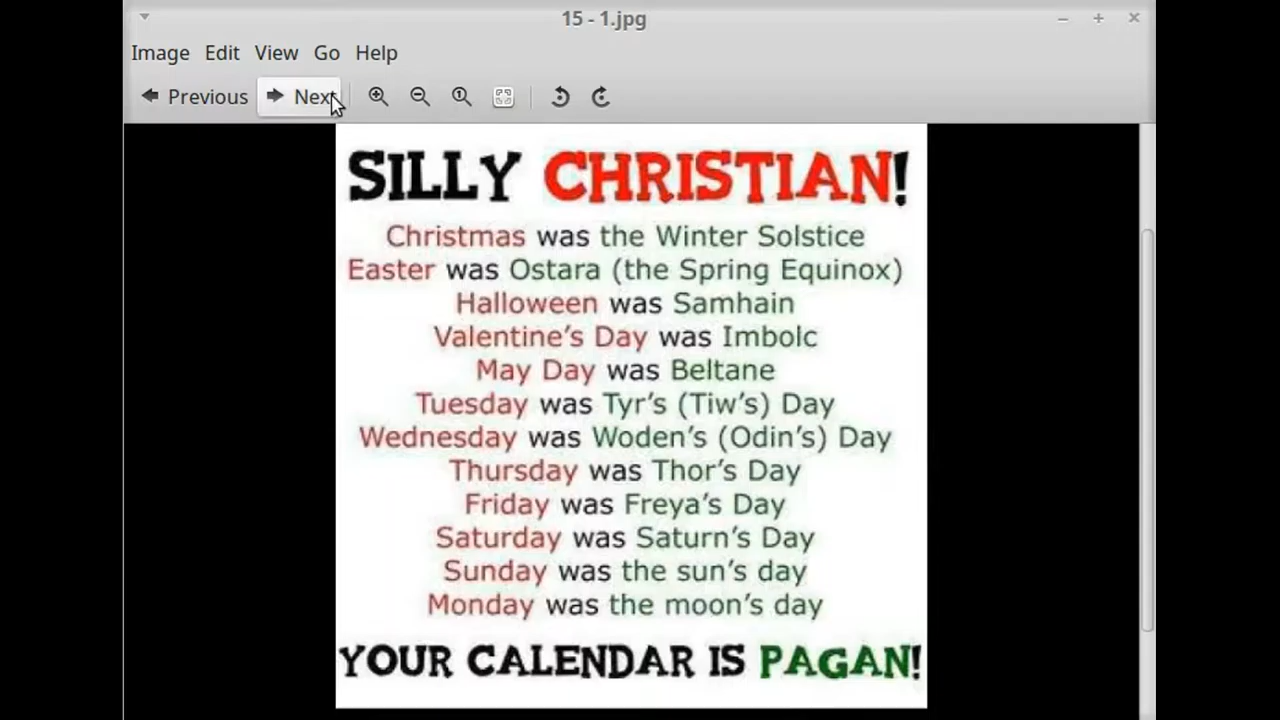 15 - 1.jpg
Image Edit View Go Help
Previous Next
SILLY CHRISTIAN!
Christmas was the Winter Solstice
Easter was Ostara (the Spring Equinox)
Halloween was Samhain
Valentine's Day was Imbolc
May Day was Beltane
Tuesday was Tyr's (Tiw's) Day
Wednesday was Woden's (Odin's) Day
Thursday was Thor's Day
Friday was Freya's Day
Saturday was Saturn's Day
Sunday was the sun's day
Monday was the moon's day
YOUR CALENDAR IS PAGAN!